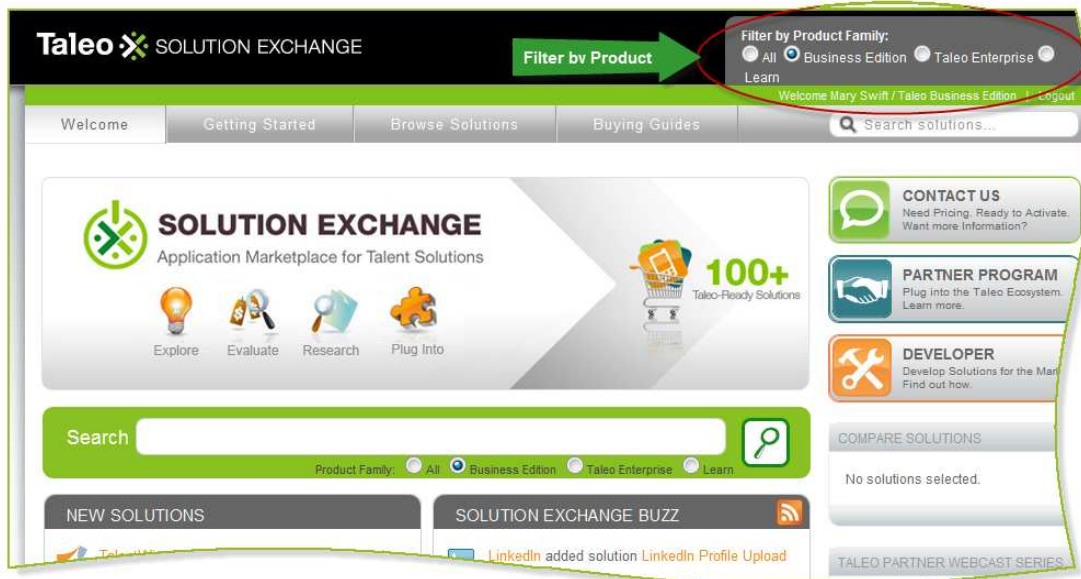 Taleo SOLUTION EXCHANGE
Filter by Product
Filter by Product Family:
All Business Edition Taleo Enterprise
Learn
Welcome Mary Swift / Taleo Business Edition | Logout
Welcome Getting Started Browse Solutions Buying Guides
Search solutions...
SOLUTION EXCHANGE
Application Marketplace for Talent Solutions
Explore Evaluate Research Plug Into
100+
Taleo-Ready Solutions
CONTACT US
Need Pricing. Ready to Activate.
Want more Information?
PARTNER PROGRAM
Plug into the Taleo Ecosystem.
Learn more.
DEVELOPER
Develop Solutions for the
Find out how.
Search
Product Family: All Business Edition Taleo Enterprise Learn
COMPARE SOLUTIONS
No solutions selected.
NEW SOLUTIONS
SOLUTION EXCHANGE BUZZ
LinkedIn added solution LinkedIn Profile Upload
TALEO PARTNER WEBCAST SERIES